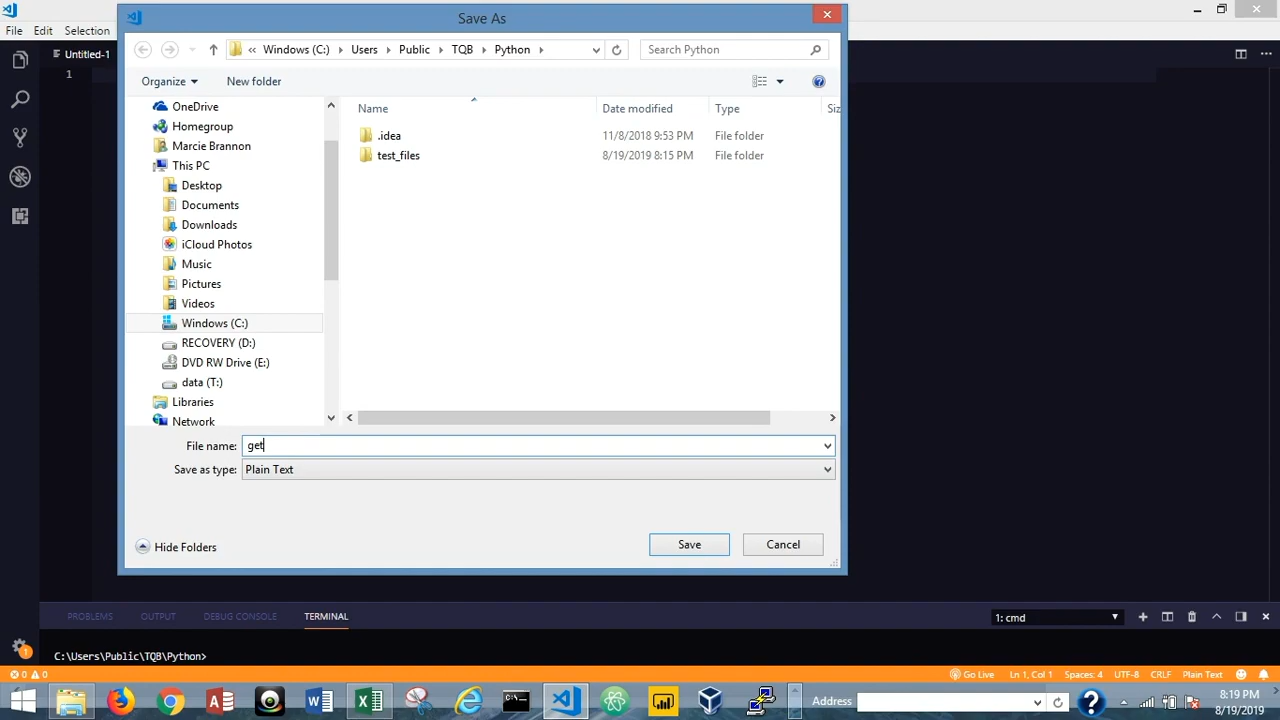 Save As
File Edit Selection
« Windows (C:) Users Public TQB Python
Search Python
Untitled-1
1
Organize
New folder
OneDrive
Homegroup
Marcie Brannon
This PC
Desktop
Documents
Downloads
iCloud Photos
Music
Pictures
Videos
Windows (C:)
RECOVERY (D:)
DVD RW Drive (E:)
data (T:)
Libraries
Network
Name Date modified Type Siz
.idea 11/8/2018 9:53 PM File folder
test_files 8/19/2019 8:15 PM File folder
File name: get
Save as type: Plain Text
Hide Folders
Save
Cancel
PROBLEMS OUTPUT DEBUG CONSOLE TERMINAL
1: cmd
C:\Users\Public\TQB\Python>
0 0
Go Live Ln 1, Col 1 Spaces: 4 UTF-8 CRLF Plain Text
Address
8:19 PM
8/19/2019